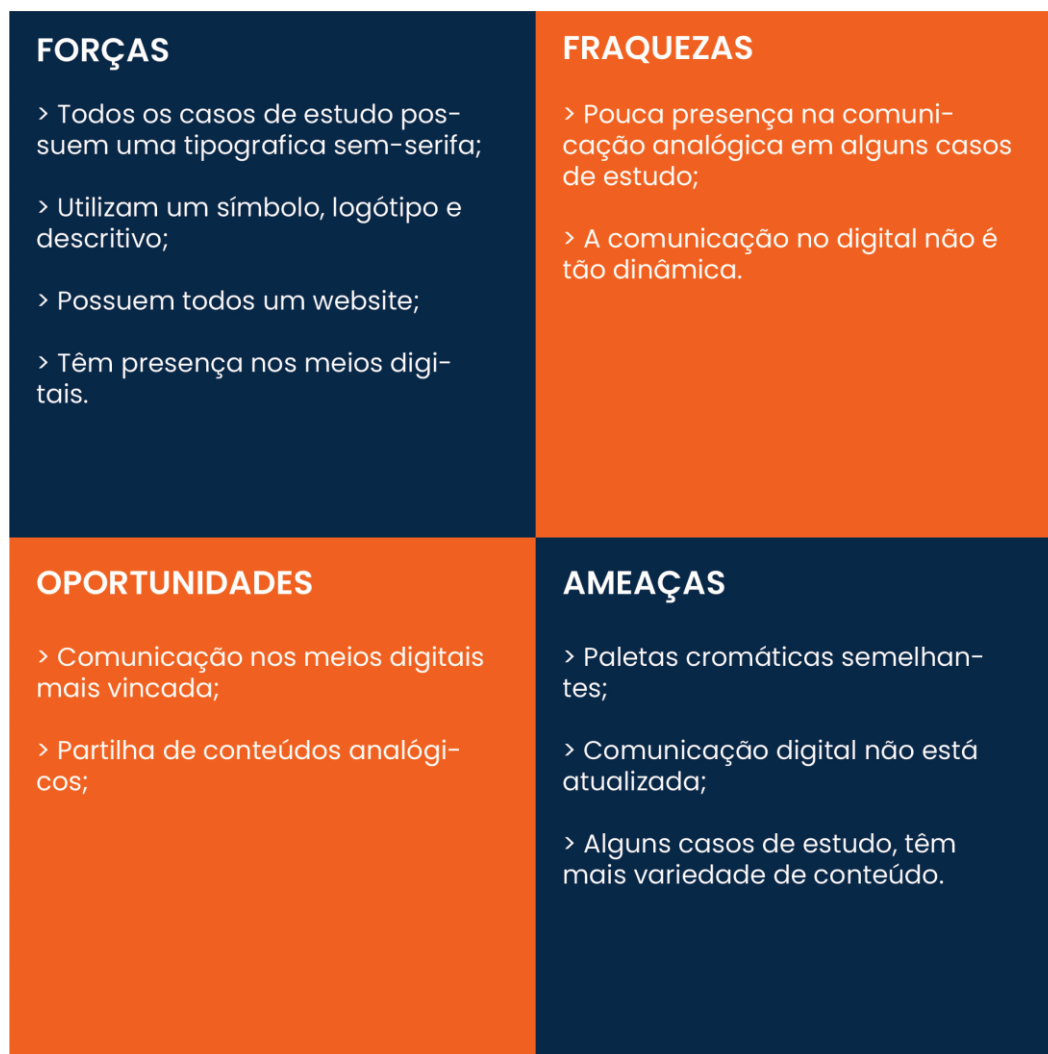 FORÇAS
> Todos os casos de estudo pos-
suem uma tipografica sem-serifa;
> Utilizam um símbolo, logótipo e
descritivo;
> Possuem todos um website;
> Têm presença nos meios digi-
tais.
FRAQUEZAS
> Pouca presença na comuni-
cação analógica em alguns casos
de estudo;
> A comunicação no digital não é
tão dinâmica.
OPORTUNIDADES
> Comunicação nos meios digitais
mais vincada;
> Partilha de conteúdos analógi-
cos;
AMEAÇAS
> Paletas cromáticas semelhan-
tes;
> Comunicação digital não está
atualizada;
> Alguns casos de estudo, têm
mais variedade de conteúdo.